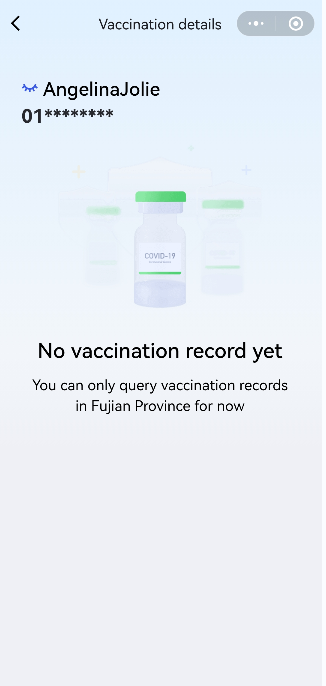 Vaccination details
AngelinaJolie
01********
COVID-19
No vaccination record yet
You can only query vaccination records
in Fujian Province for now